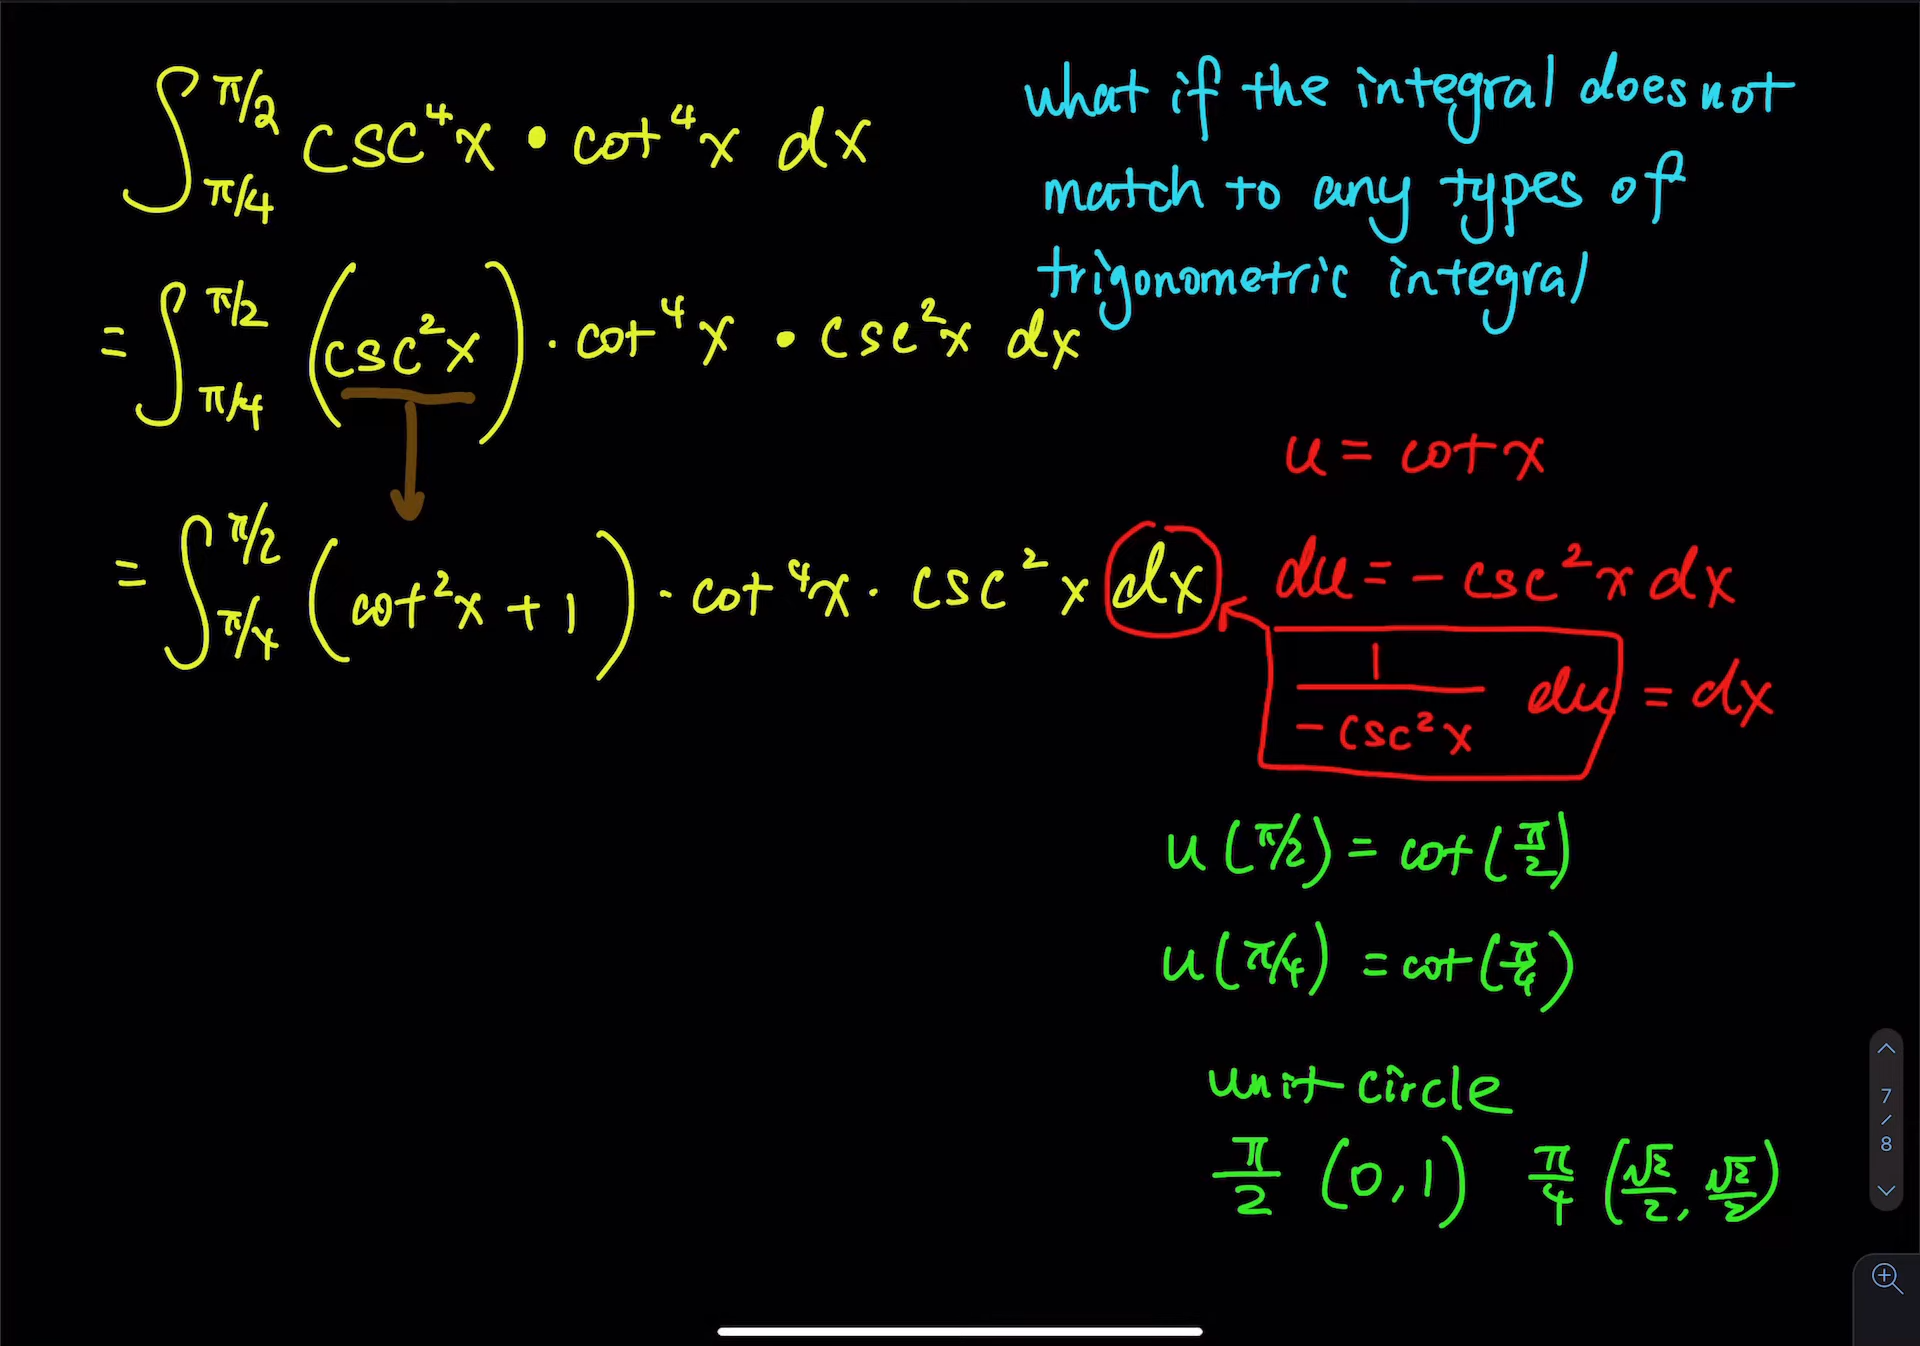 ∫_{π/4}^{π/2} csc⁴x • cot⁴x dx
what if the integral does not
match to any types of
trigonometric integral
= ∫_{π/4}^{π/2} (csc²x) · cot⁴x • csc²x dx
u = cot x
= ∫_{π/4}^{π/2} (cot²x + 1) · cot⁴x · csc²x dx
du = - csc²x dx
1/(-csc²x) du = dx
u(π/2) = cot(π/2)
u(π/4) = cot(π/4)
unit circle
π/2 (0,1) π/4 (√2/2, √2/2)
7
/
8